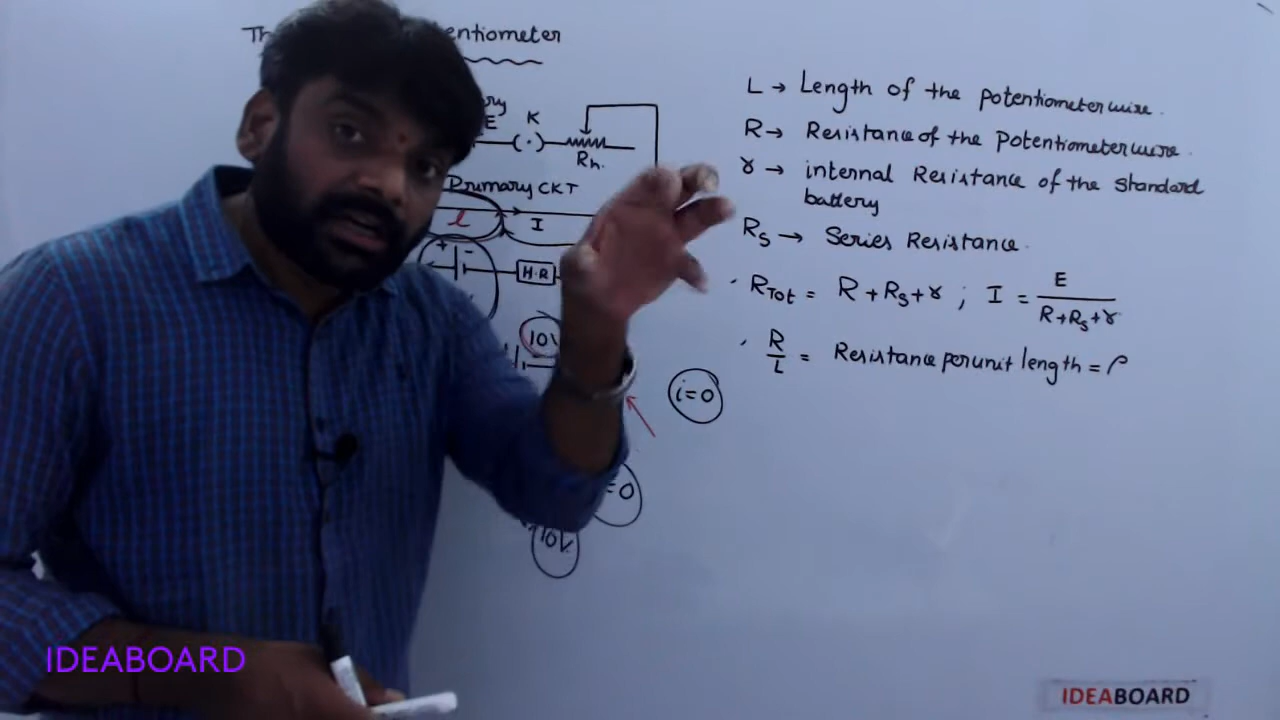 Th entiometer
E K
Rh.
Primary CKT
l I
+ -
H·R
10V
i=0
=0
10V
L → Length of the potentiometer wire.
R → Resistance of the Potentiometer wire.
r → internal Resistance of the standard
battery
Rs → Series Resistance.
· RTot = R + Rs + r ; I = E / R+Rs+r
· R/L = Resistance per unit length = ρ
IDEABOARD
IDEABOARD